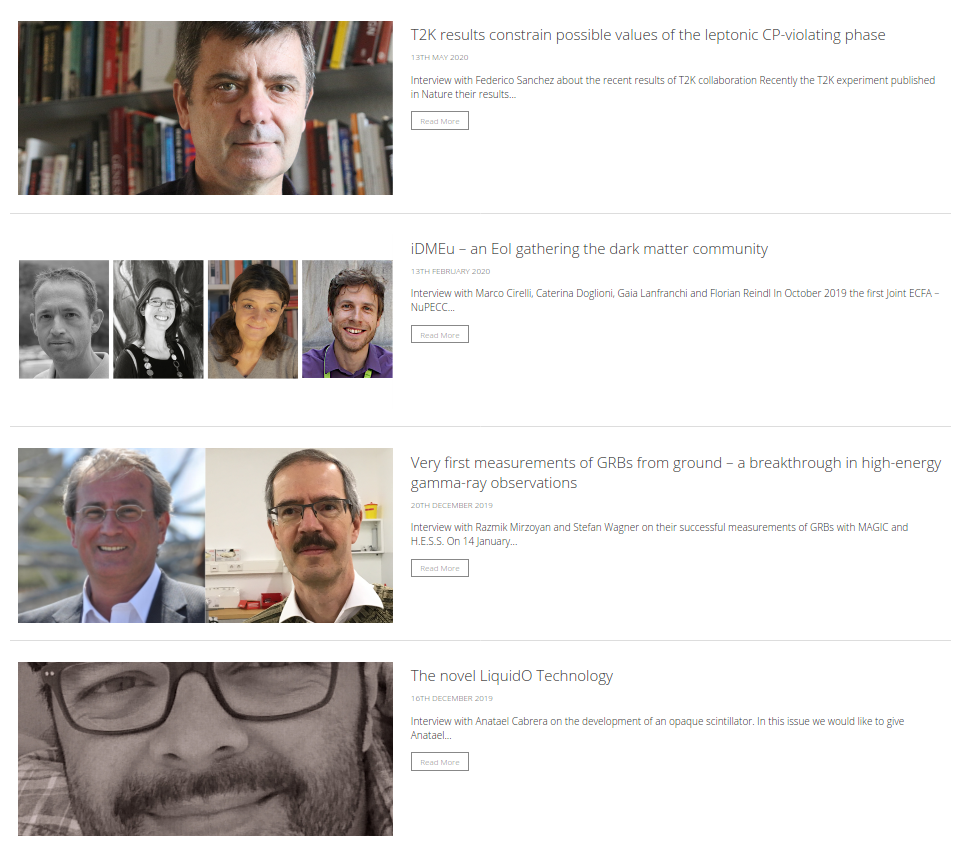 T2K results constrain possible values of the leptonic CP-violating phase
13TH MAY 2020
Interview with Federico Sanchez about the recent results of T2K collaboration Recently the T2K experiment published
in Nature their results...
Read More
iDMEu – an EoI gathering the dark matter community
13TH FEBRUARY 2020
Interview with Marco Cirelli, Caterina Doglioni, Gaia Lanfranchi and Florian Reindl In October 2019 the first Joint ECFA –
NuPECC...
Read More
Very first measurements of GRBs from ground – a breakthrough in high-energy
gamma-ray observations
20TH DECEMBER 2019
Interview with Razmik Mirzoyan and Stefan Wagner on their successful measurements of GRBs with MAGIC and
H.E.S.S. On 14 January...
Read More
The novel LiquidO Technology
16TH DECEMBER 2019
Interview with Anatael Cabrera on the development of an opaque scintillator. In this issue we would like to give
Anatael...
Read More